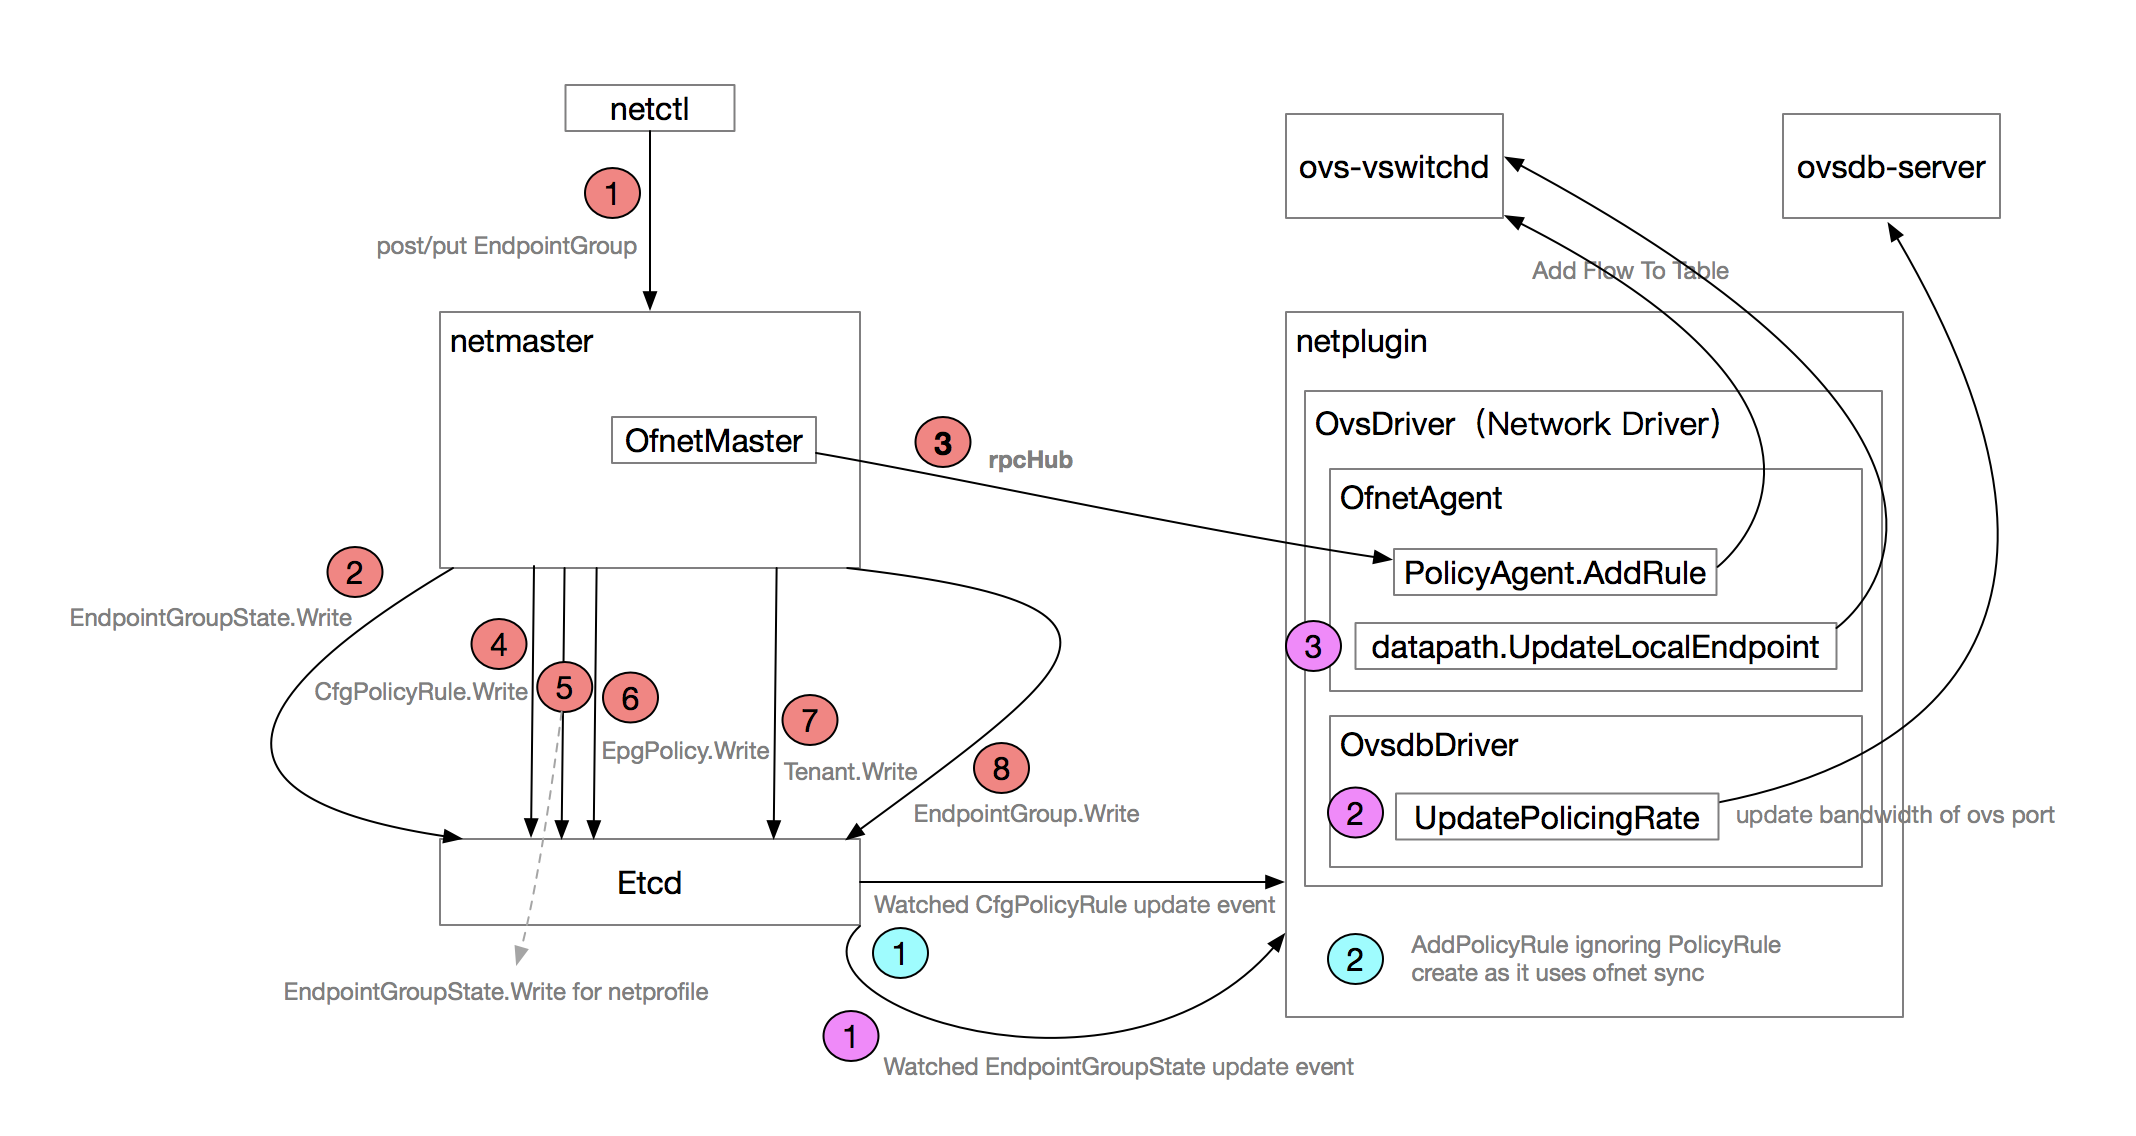 netctl
1
post/put EndpointGroup
netmaster
OfnetMaster
3
rpcHub
2
EndpointGroupState.Write
4
CfgPolicyRule.Write
5
6
EpgPolicy.Write
7
Tenant.Write
8
EndpointGroup.Write
Etcd
EndpointGroupState.Write for netprofile
Watched CfgPolicyRule update event
1
1
Watched EndpointGroupState update event
ovs-vswitchd
ovsdb-server
Add Flow To Table
netplugin
OvsDriver（Network Driver）
OfnetAgent
PolicyAgent.AddRule
3
datapath.UpdateLocalEndpoint
OvsdbDriver
2
UpdatePolicingRate
update bandwidth of ovs port
2
AddPolicyRule ignoring PolicyRule
create as it uses ofnet sync